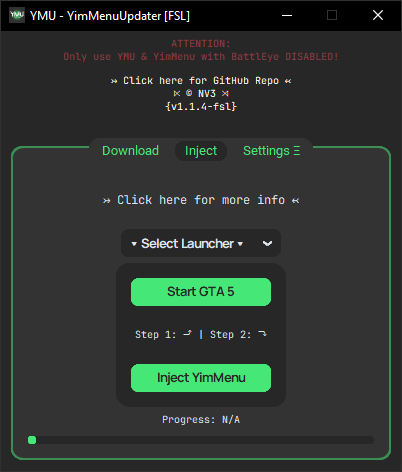 YMU - YimMenuUpdater [FSL]
ATTENTION:
Only use YMU & YimMenu with BattlEye DISABLED!
↣ Click here for GitHub Repo ↢
⋉ © NV3 ⋊
{v1.1.4-fsl}
Download Inject Settings Ξ
↣ Click here for more info ↢
▾ Select Launcher ▾
Start GTA 5
Step 1: ⬏ | Step 2: ⬎
Inject YimMenu
Progress: N/A